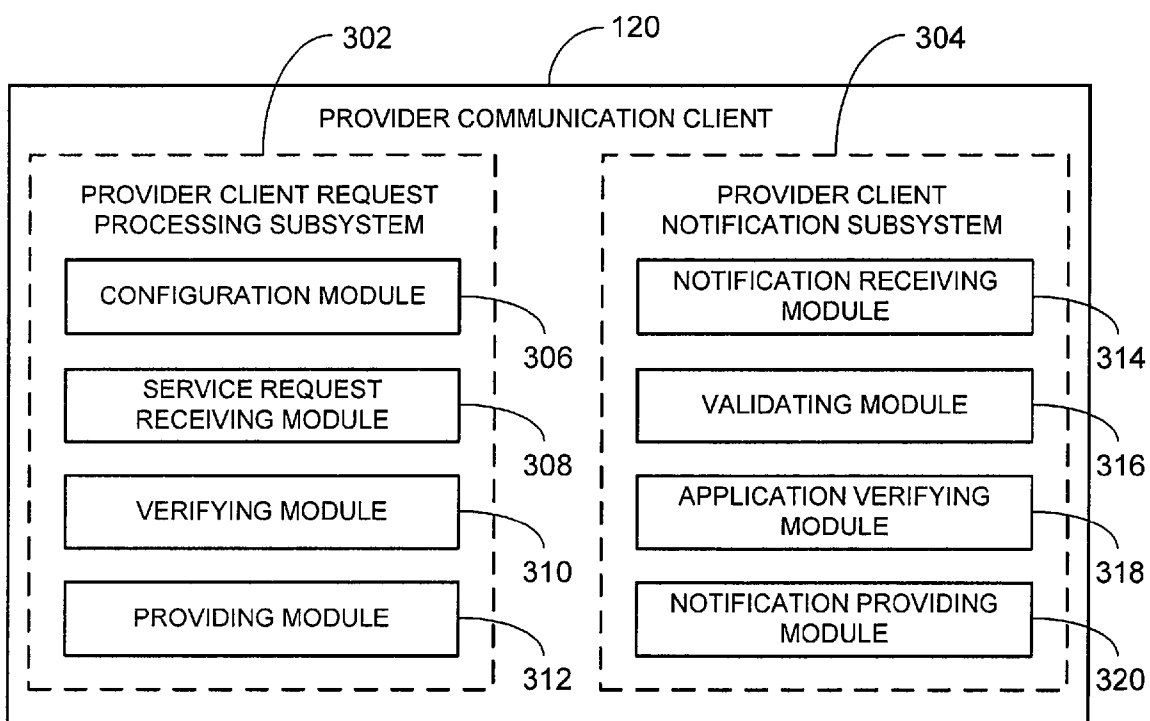 302
120
304
PROVIDER COMMUNICATION CLIENT
PROVIDER CLIENT REQUEST
PROCESSING SUBSYSTEM
CONFIGURATION MODULE
306
SERVICE REQUEST
RECEIVING MODULE
308
VERIFYING MODULE
310
PROVIDING MODULE
312
PROVIDER CLIENT
NOTIFICATION SUBSYSTEM
NOTIFICATION RECEIVING
MODULE
314
VALIDATING MODULE
316
APPLICATION VERIFYING
MODULE
318
NOTIFICATION PROVIDING
MODULE
320